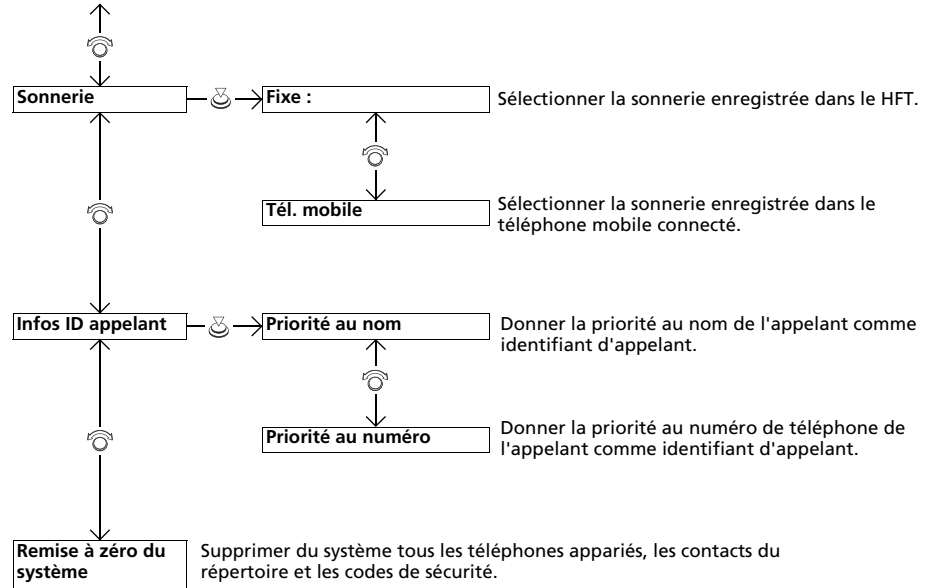 Sonnerie
Fixe :
Sélectionner la sonnerie enregistrée dans le HFT.
Tél. mobile
Sélectionner la sonnerie enregistrée dans le
téléphone mobile connecté.
Infos ID appelant
Priorité au nom
Donner la priorité au nom de l'appelant comme
identifiant d'appelant.
Priorité au numéro
Donner la priorité au numéro de téléphone de
l'appelant comme identifiant d'appelant.
Remise à zéro du
système
Supprimer du système tous les téléphones appariés, les contacts du
répertoire et les codes de sécurité.